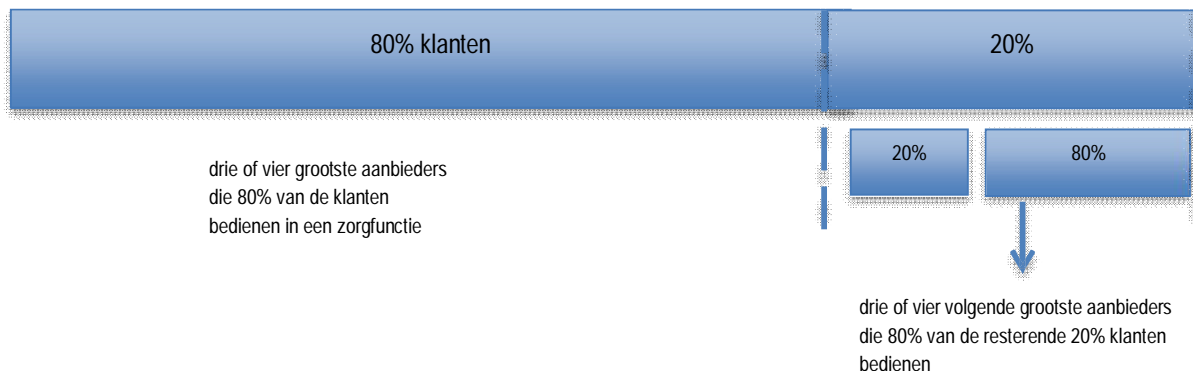 80% klanten
20%
drie of vier grootste aanbieders
die 80% van de klanten
bedienen in een zorgfunctie
20%
80%
drie of vier volgende grootste aanbieders
die 80% van de resterende 20% klanten
bedienen